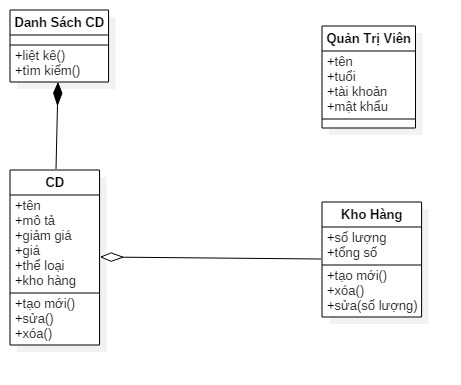 Danh Sách CD
+liệt kê()
+tìm kiếm()
Quản Trị Viên
+tên
+tuổi
+tài khoản
+mật khẩu
CD
+tên
+mô tả
+giảm giá
+giá
+thể loại
+kho hàng
+tạo mới()
+sửa()
+xóa()
Kho Hàng
+số lượng
+tổng số
+tạo mới()
+xóa()
+sửa(số lượng)